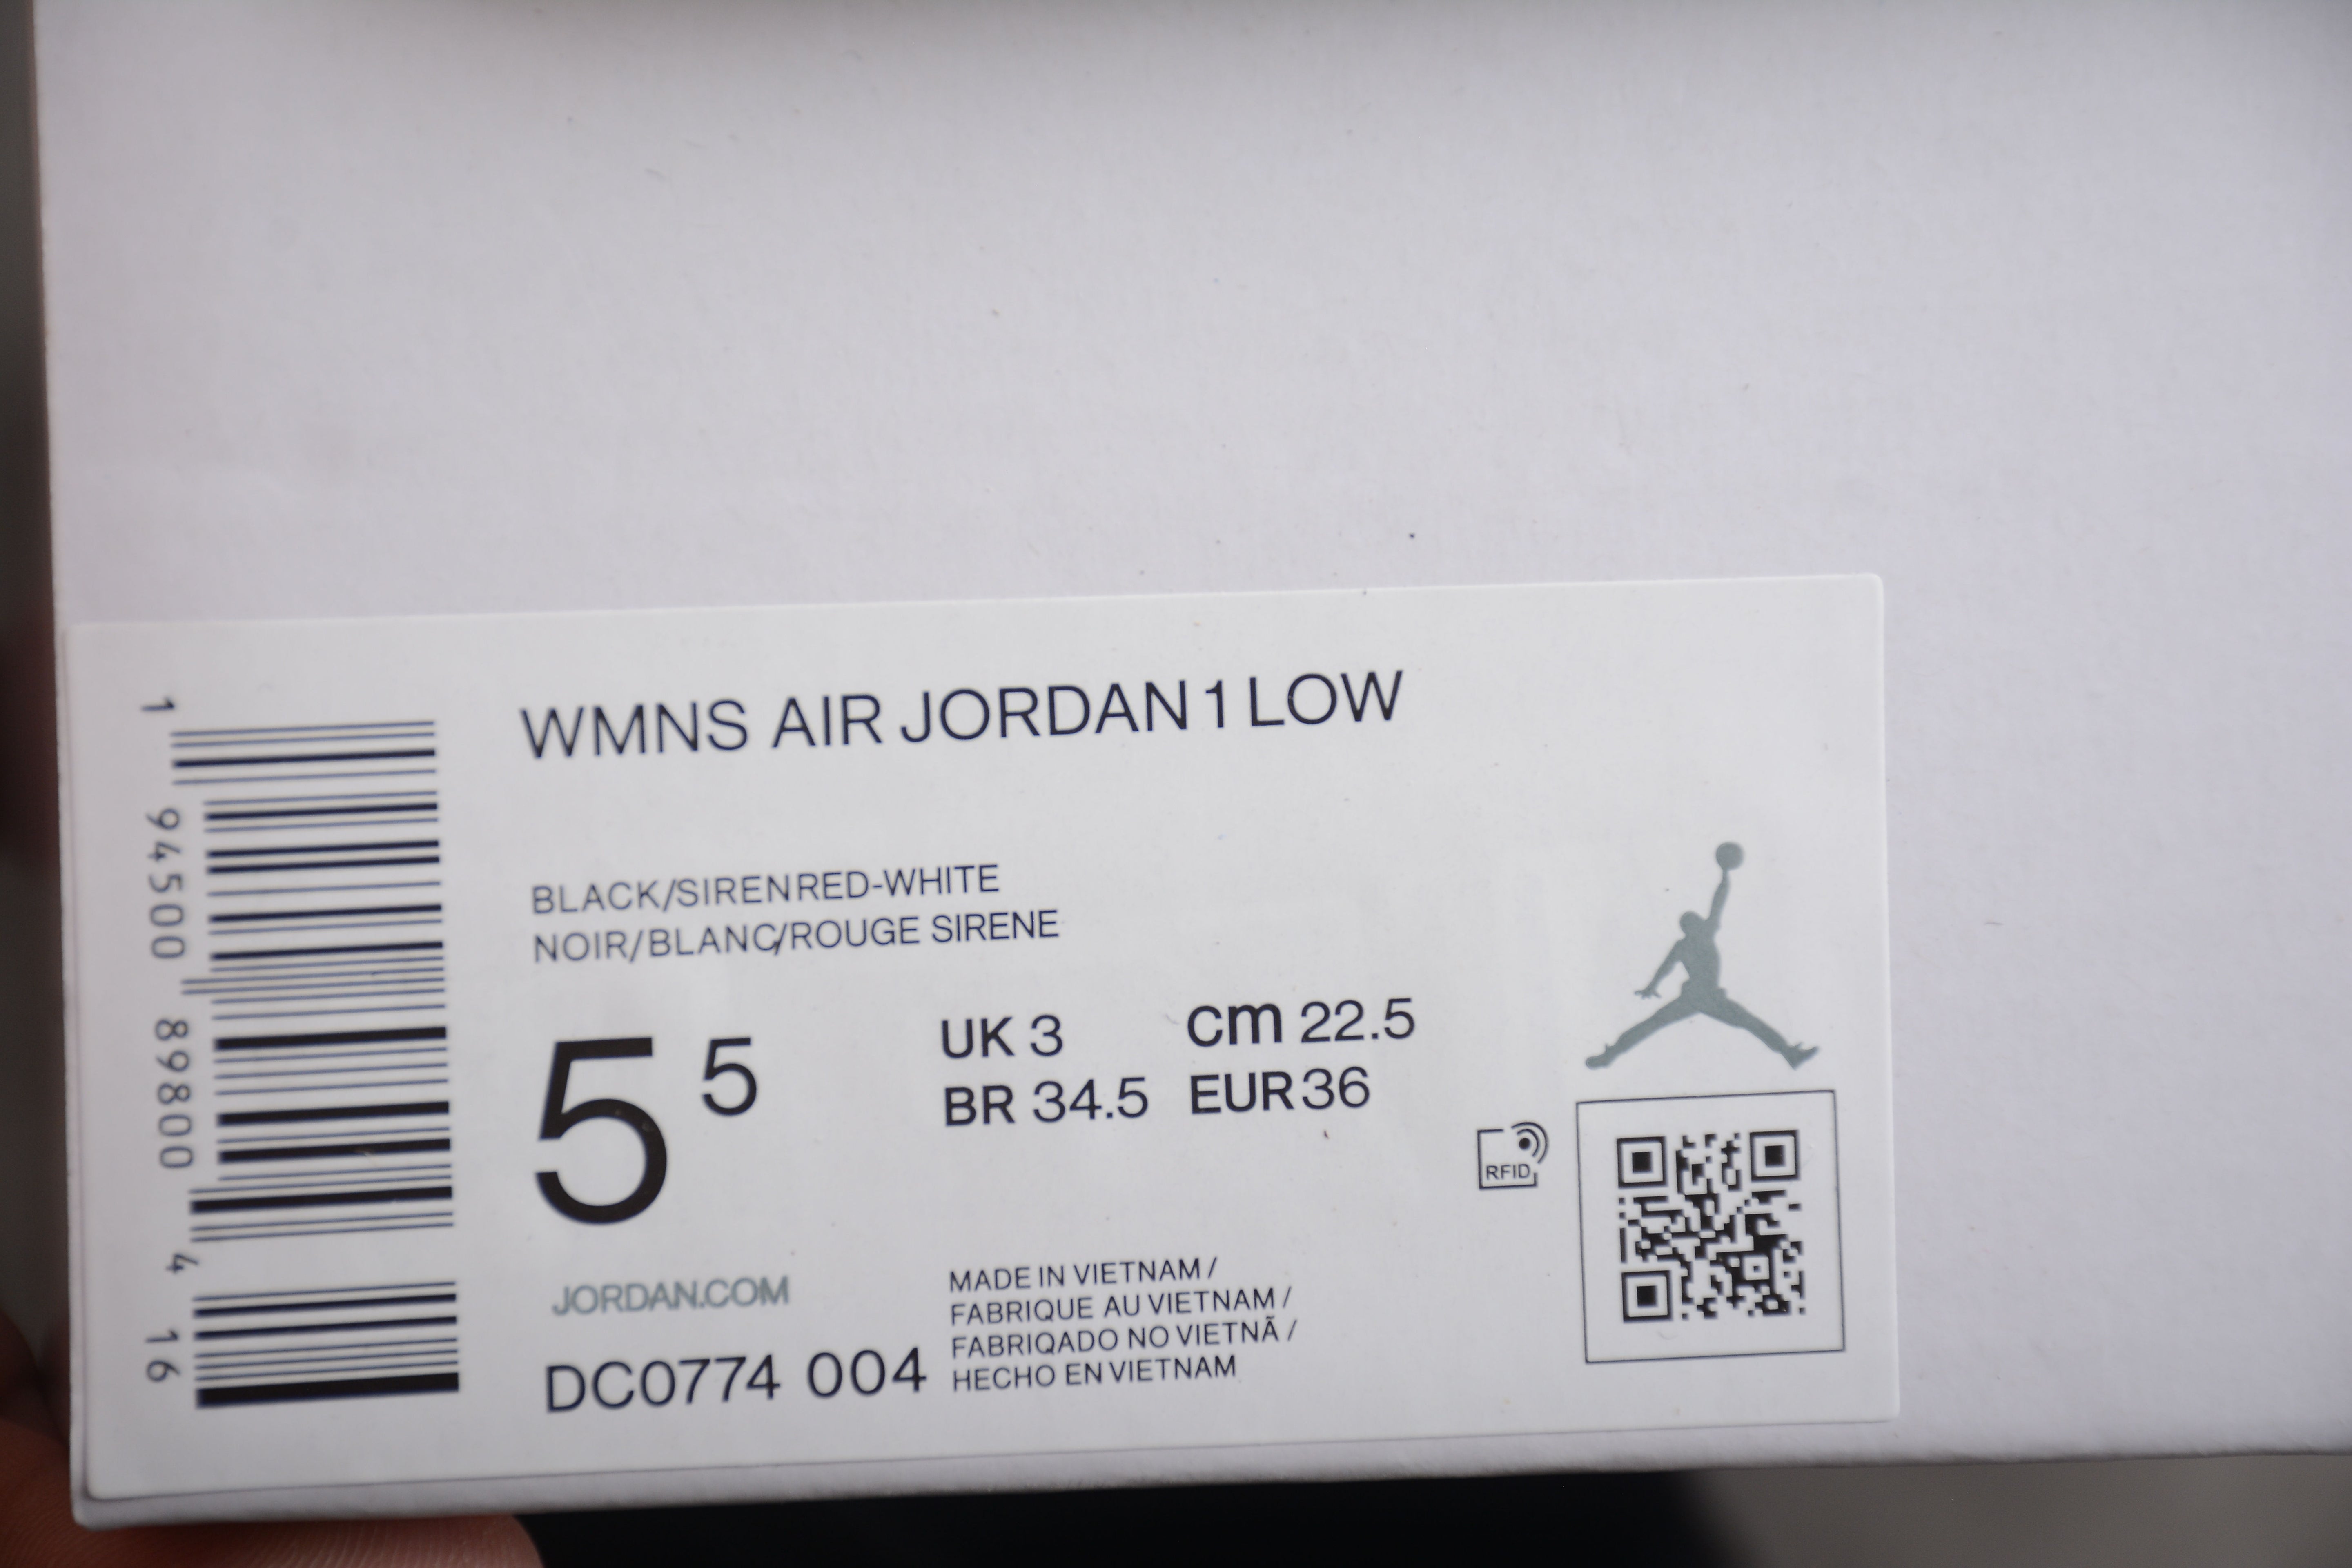 WMNS AIR JORDAN 1 LOW
BLACK/SIREN RED-WHITE
NOIR/BLANC/ROUGE SIRENE
5 5
UK 3 cm 22.5
BR 34.5 EUR 36
RFID
JORDAN.COM
DC0774 004
MADE IN VIETNAM /
FABRIQUE AU VIETNAM /
FABRIQADO NO VIETNÃ /
HECHO EN VIETNAM
1 94500 89800 4 16